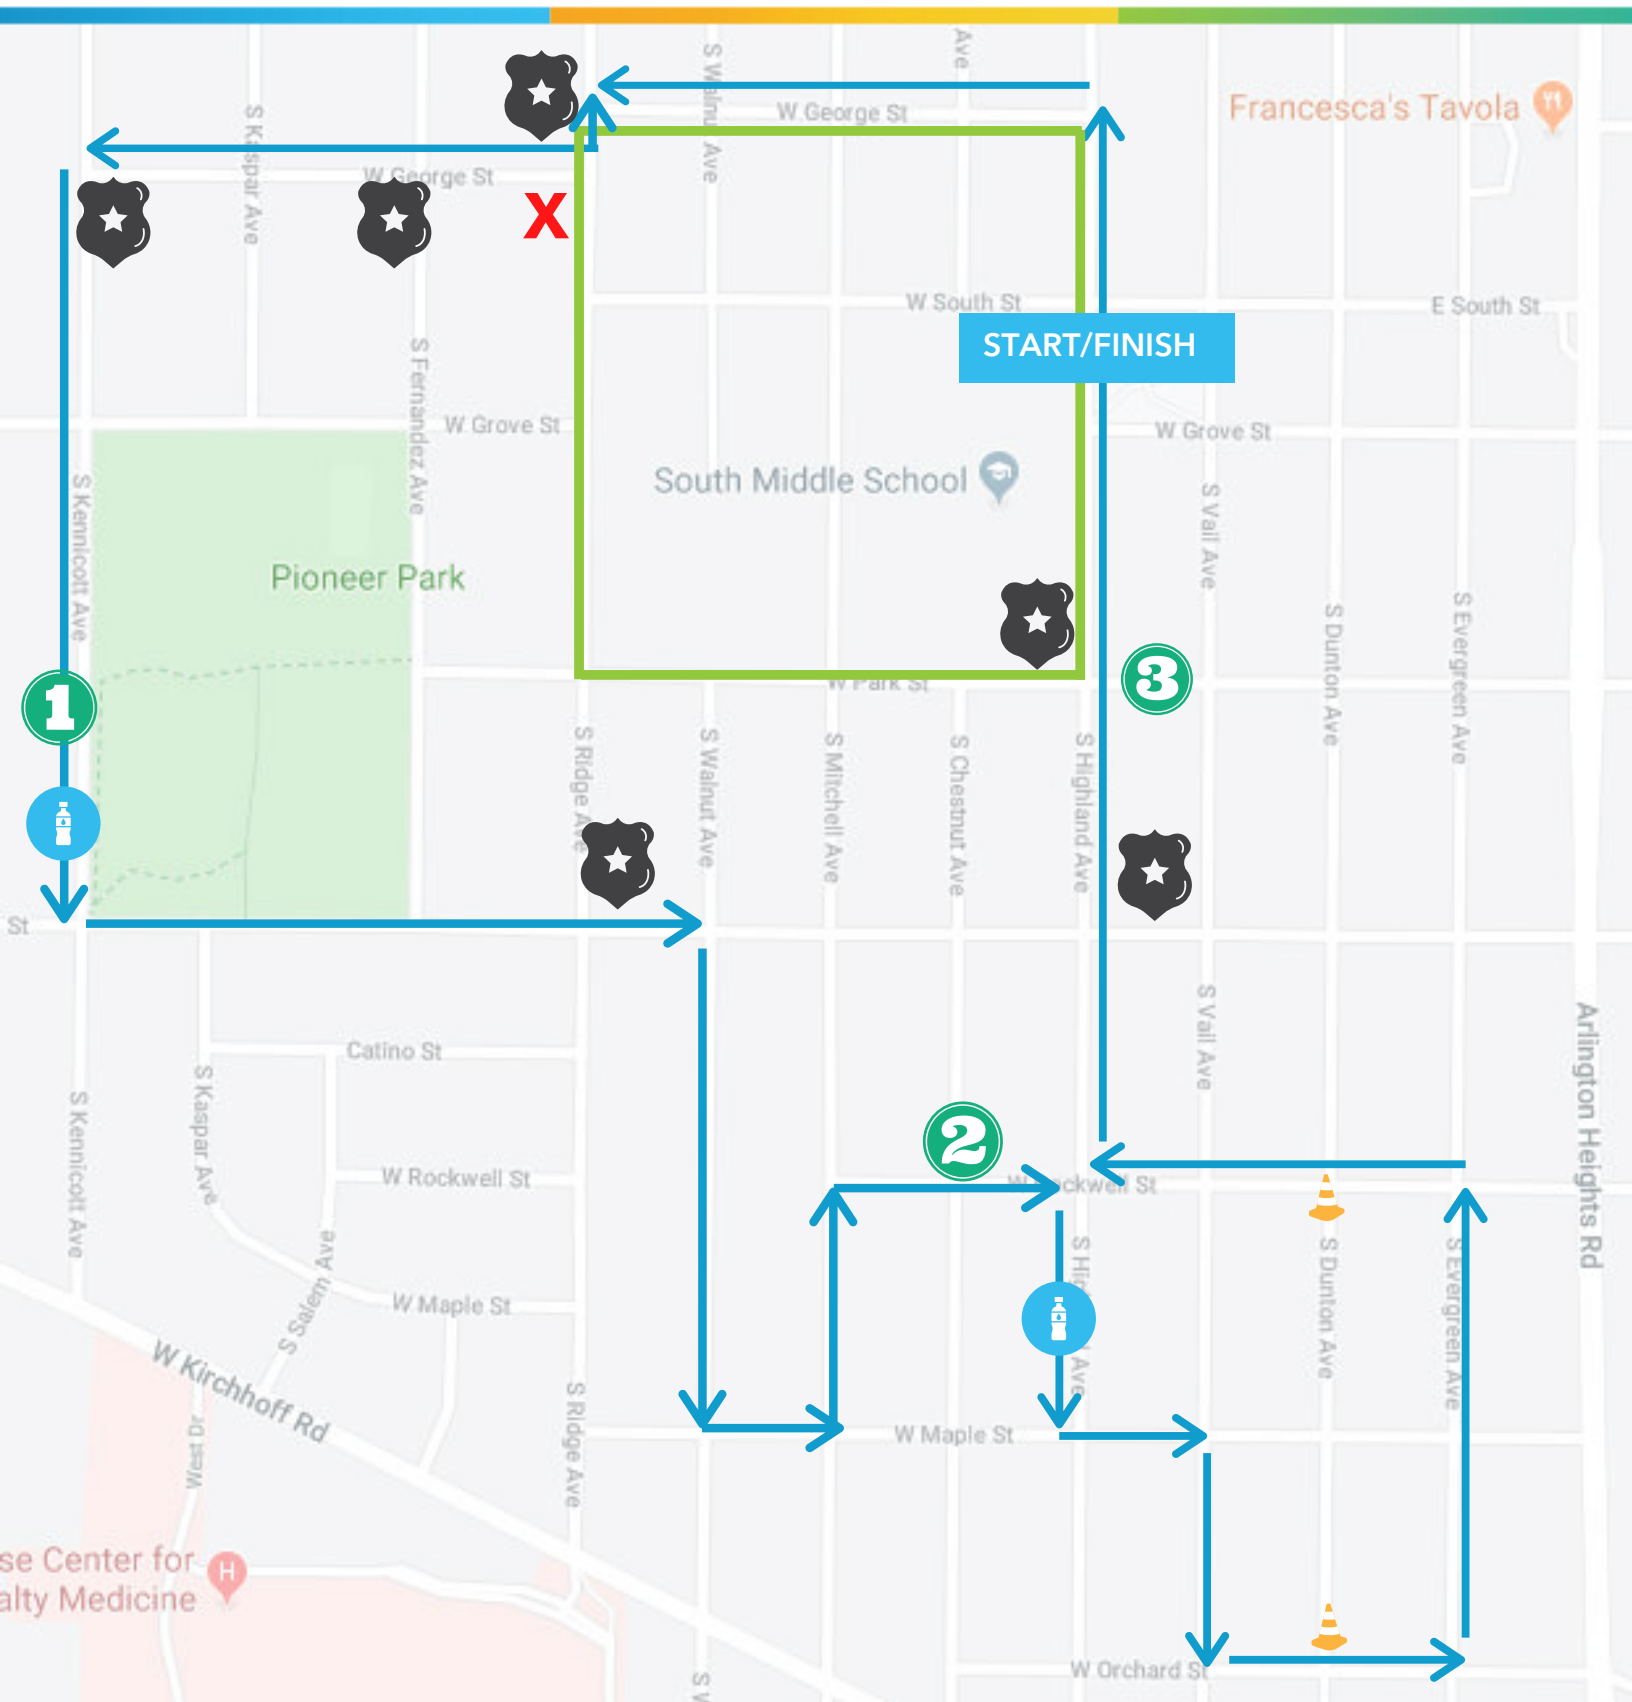 Ave
W George St
Francesca's Tavola
S Kaspar Ave
W George St
X
W South St
E South St
START/FINISH
S Fernandez Ave
W Grove St
W Grove St
South Middle School
S Kennicott Ave
S Vail Ave
Pioneer Park
S Dunton Ave
S Evergreen Ave
1
3
W Park St
S Ridge Ave
S Walnut Ave
S Mitchell Ave
S Chestnut Ave
S Highland Ave
St
S Vail Ave
Arlington Heights Rd
Catino St
S Kennicott Ave
S Kaspar Ave
2
W Rockwell St
St
S Salem Ave
S Dunton Ave
S Evergreen Ave
Ave
W Maple St
W Kirchhoff Rd
S Ridge Ave
West Dr
W Maple St
se Center for
alty Medicine
H
W Orchard St